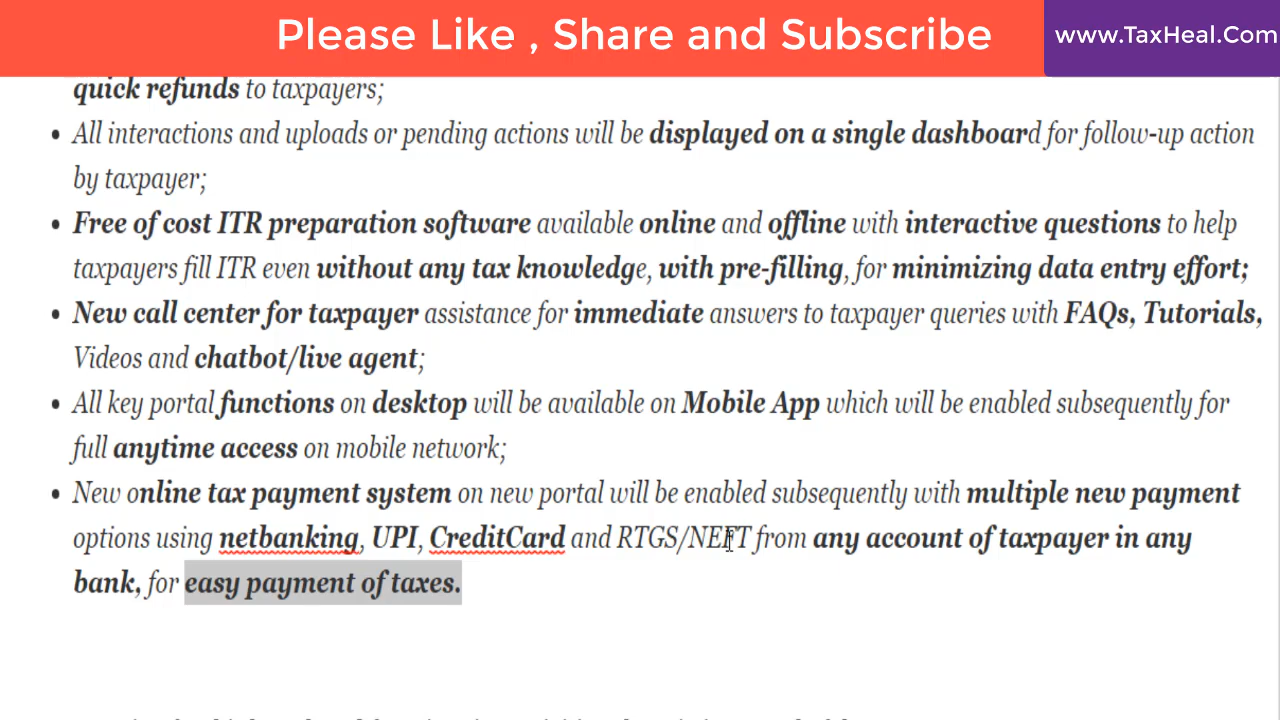 Please Like , Share and Subscribe
www.TaxHeal.Com
quick refunds to taxpayers;
• All interactions and uploads or pending actions will be displayed on a single dashboard for follow-up action
by taxpayer;
• Free of cost ITR preparation software available online and offline with interactive questions to help
taxpayers fill ITR even without any tax knowledge, with pre-filling, for minimizing data entry effort;
• New call center for taxpayer assistance for immediate answers to taxpayer queries with FAQs, Tutorials,
Videos and chatbot/live agent;
• All key portal functions on desktop will be available on Mobile App which will be enabled subsequently for
full anytime access on mobile network;
• New online tax payment system on new portal will be enabled subsequently with multiple new payment
options using netbanking, UPI, CreditCard and RTGS/NEFT from any account of taxpayer in any
bank, for easy payment of taxes.